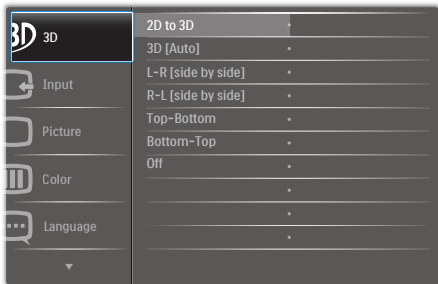 3D
3D
Input
Picture
Color
Language
2D to 3D
3D [Auto]
L-R [side by side]
R-L [side by side]
Top-Bottom
Bottom-Top
Off